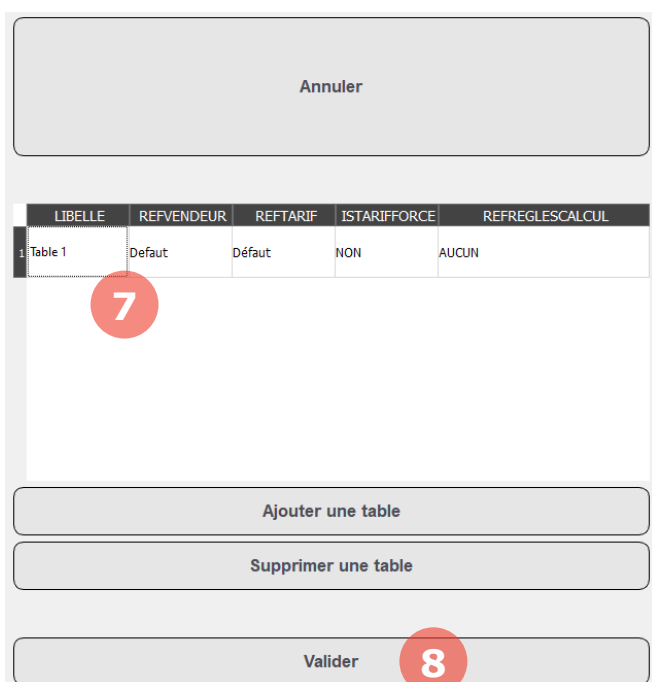 Annuler
LIBELLE REFVENDEUR REFTARIF ISTARIFFORCE REFREGLESCALCUL
1 Table 1 Defaut Défaut NON AUCUN
7
Ajouter une table
Supprimer une table
Valider 8